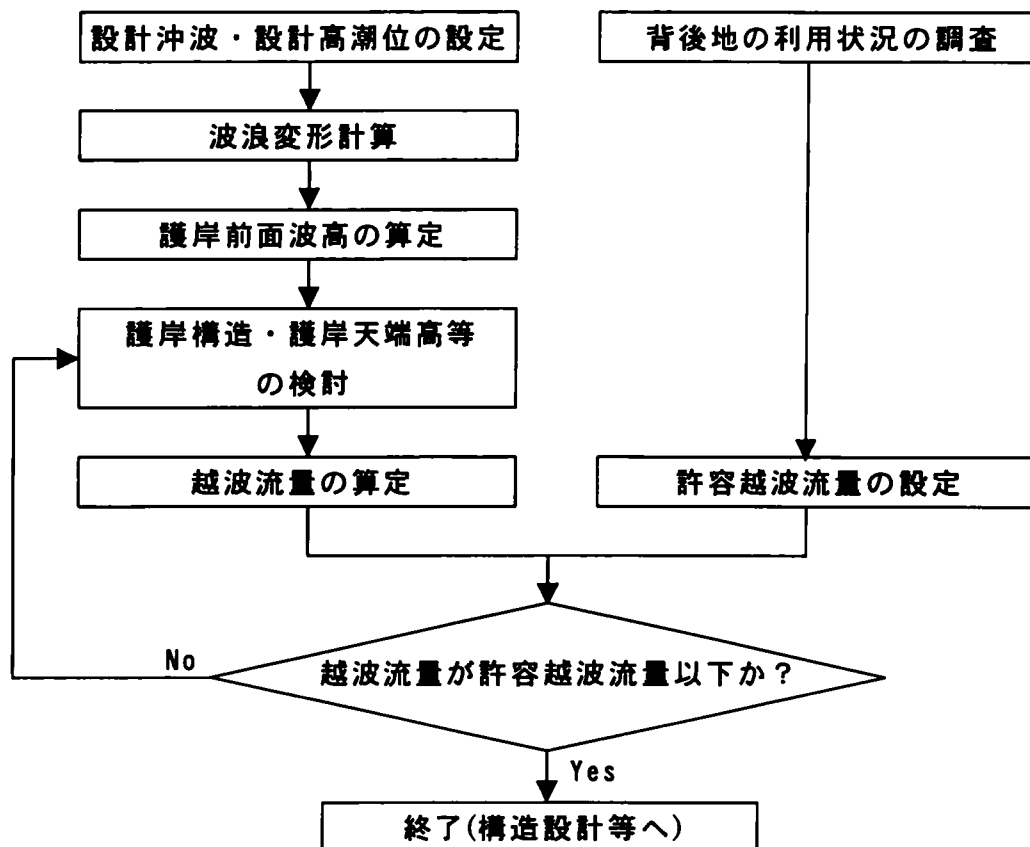 設計沖波・設計高潮位の設定
背後地の利用状況の調査
波浪変形計算
護岸前面波高の算定
護岸構造・護岸天端高等
の検討
越波流量の算定
許容越波流量の設定
No
越波流量が許容越波流量以下か？
Yes
終了(構造設計等へ)